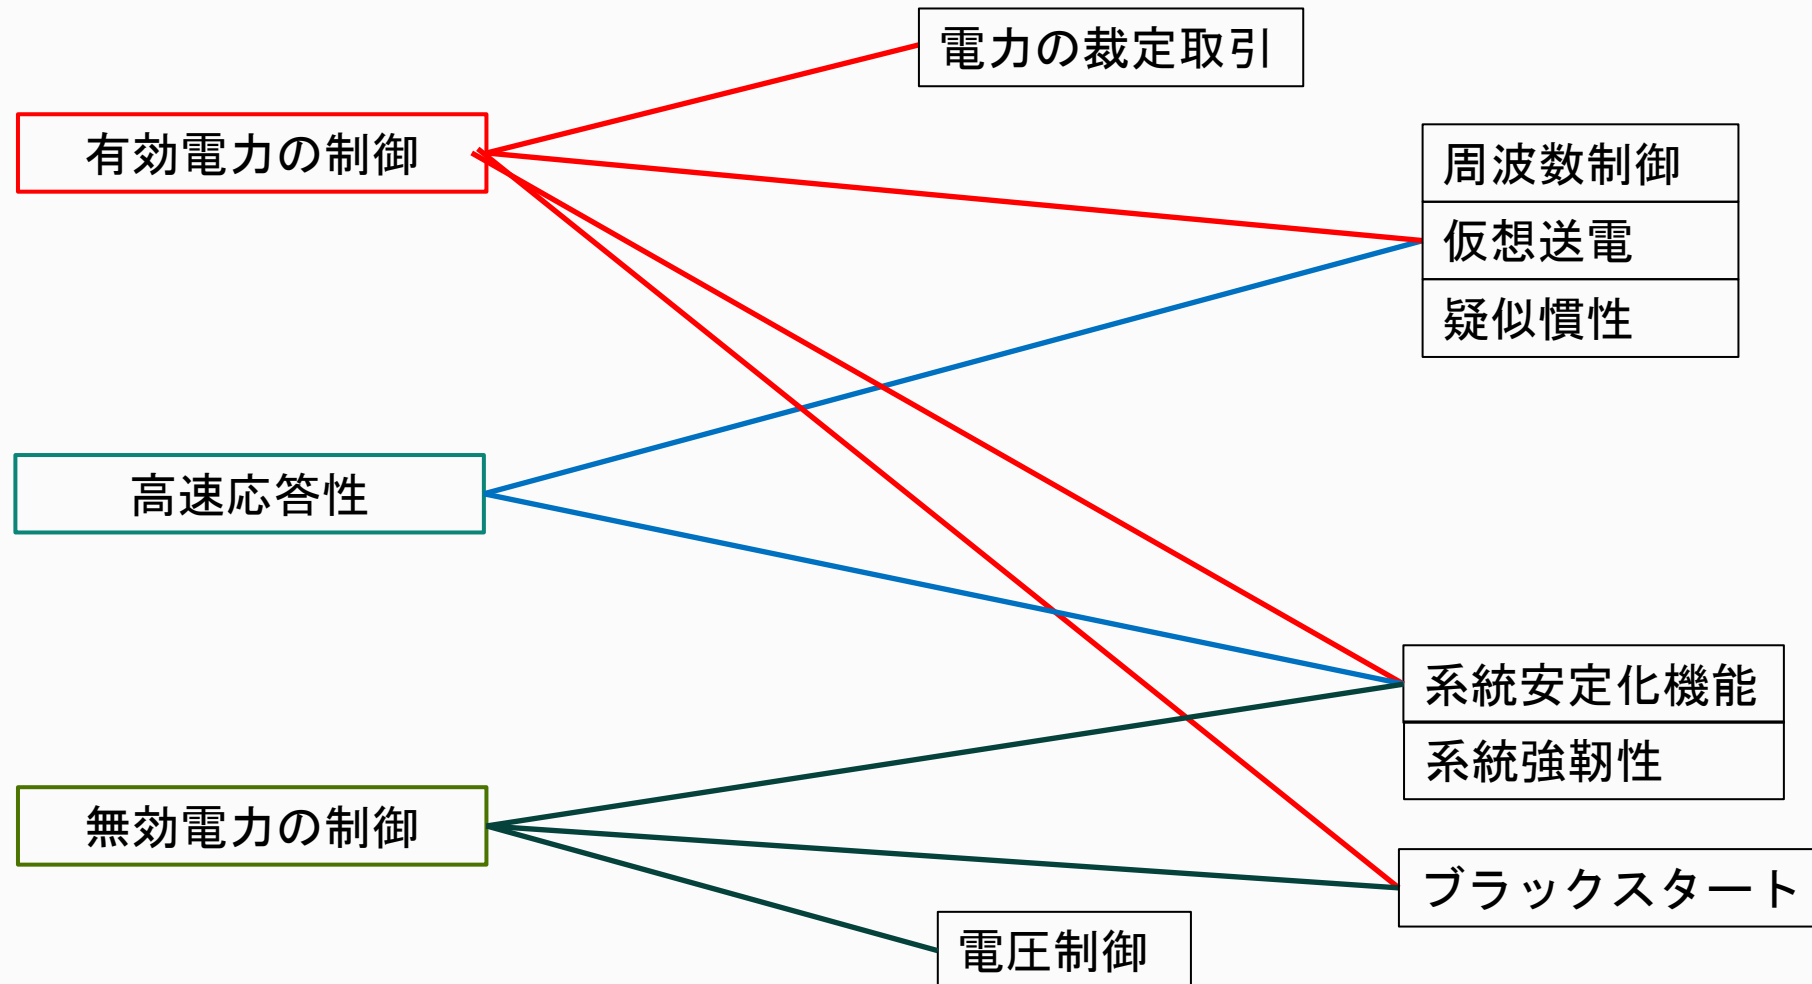 電力の裁定取引
有効電力の制御
周波数制御
仮想送電
疑似慣性
高速応答性
系統安定化機能
系統強靭性
無効電力の制御
ブラックスタート
電圧制御